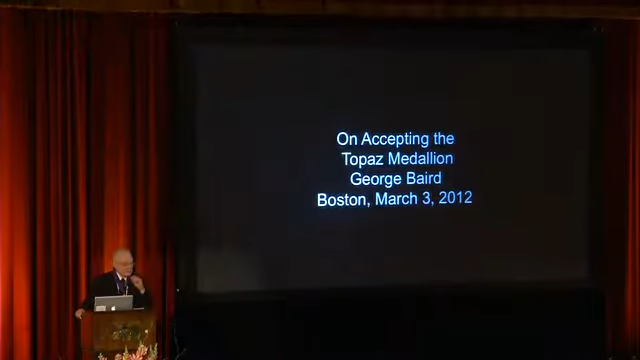 On Accepting the
Topaz Medallion
George Baird
Boston, March 3, 2012